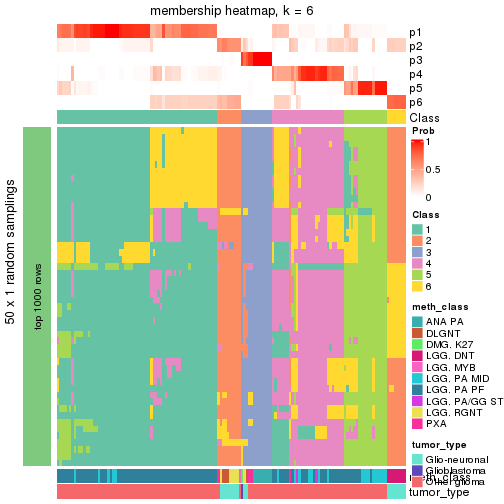 membership heatmap, k = 6
p1
p2
p3
p4
p5
p6
Class
50 x 1 random samplings
top 1000 rows
Prob
1
0.5
0
Class
1
2
3
4
5
6
meth_class
ANA PA
DLGNT
DMG, K27
LGG, DNT
LGG, MYB
LGG, PA MID
LGG, PA PF
LGG, PA/GG ST
LGG, RGNT
PXA
tumor_type
Glio-neuronal
Glioblastoma
Other glioma
meth_class
tumor_type